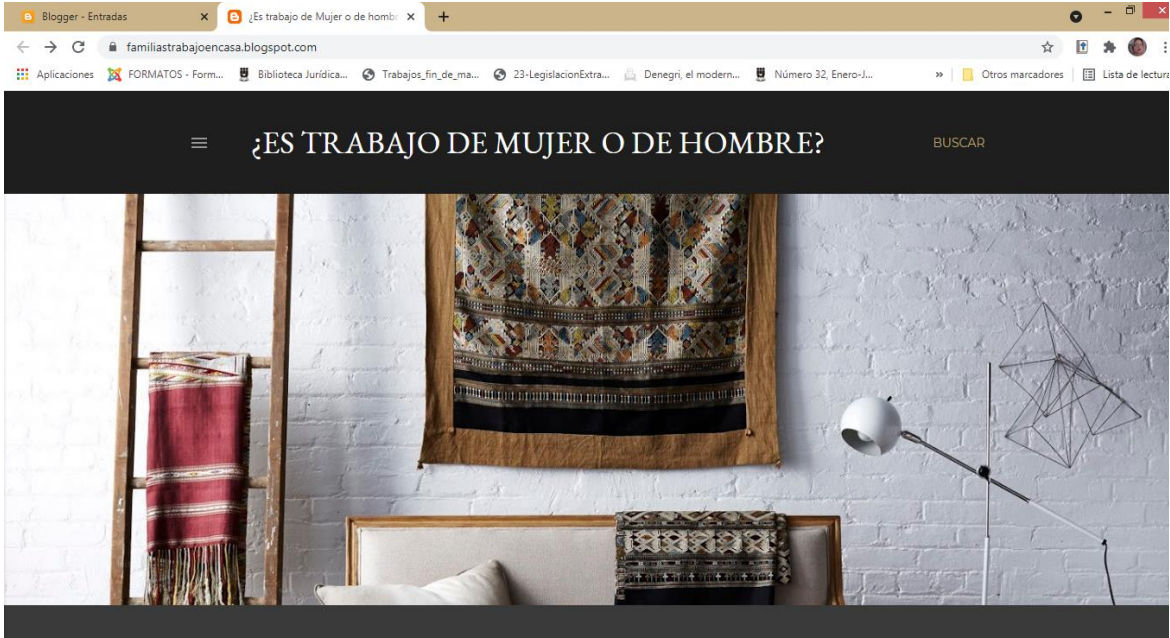 Blogger - Entradas
¿Es trabajo de Mujer o de hombr
familiastrabajoencasa.blogspot.com
Aplicaciones FORMATOS - Form... Biblioteca Jurídica... Trabajos_fin_de_ma... 23-LegislacionExtra... Denegri, el modern... Número 32, Enero-J... » Otros marcadores Lista de lectura
¿ES TRABAJO DE MUJER O DE HOMBRE? BUSCAR